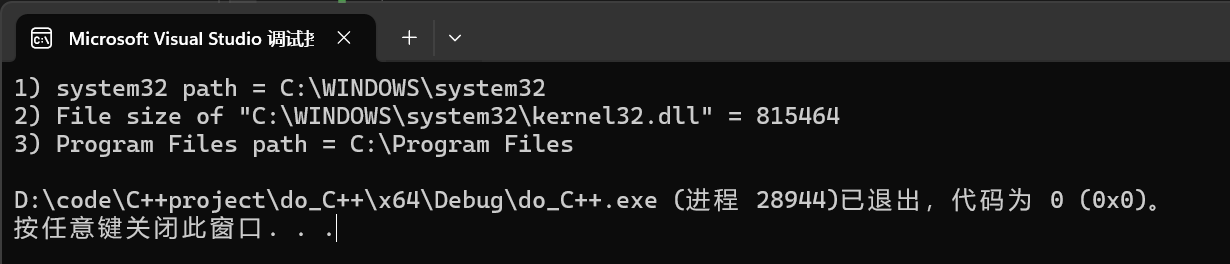 Microsoft Visual Studio 调试
1) system32 path = C:\WINDOWS\system32
2) File size of "C:\WINDOWS\system32\kernel32.dll" = 815464
3) Program Files path = C:\Program Files
D:\code\C++project\do_C++\x64\Debug\do_C++.exe (进程 28944)已退出，代码为 0 (0x0)。
按任意键关闭此窗口. . .